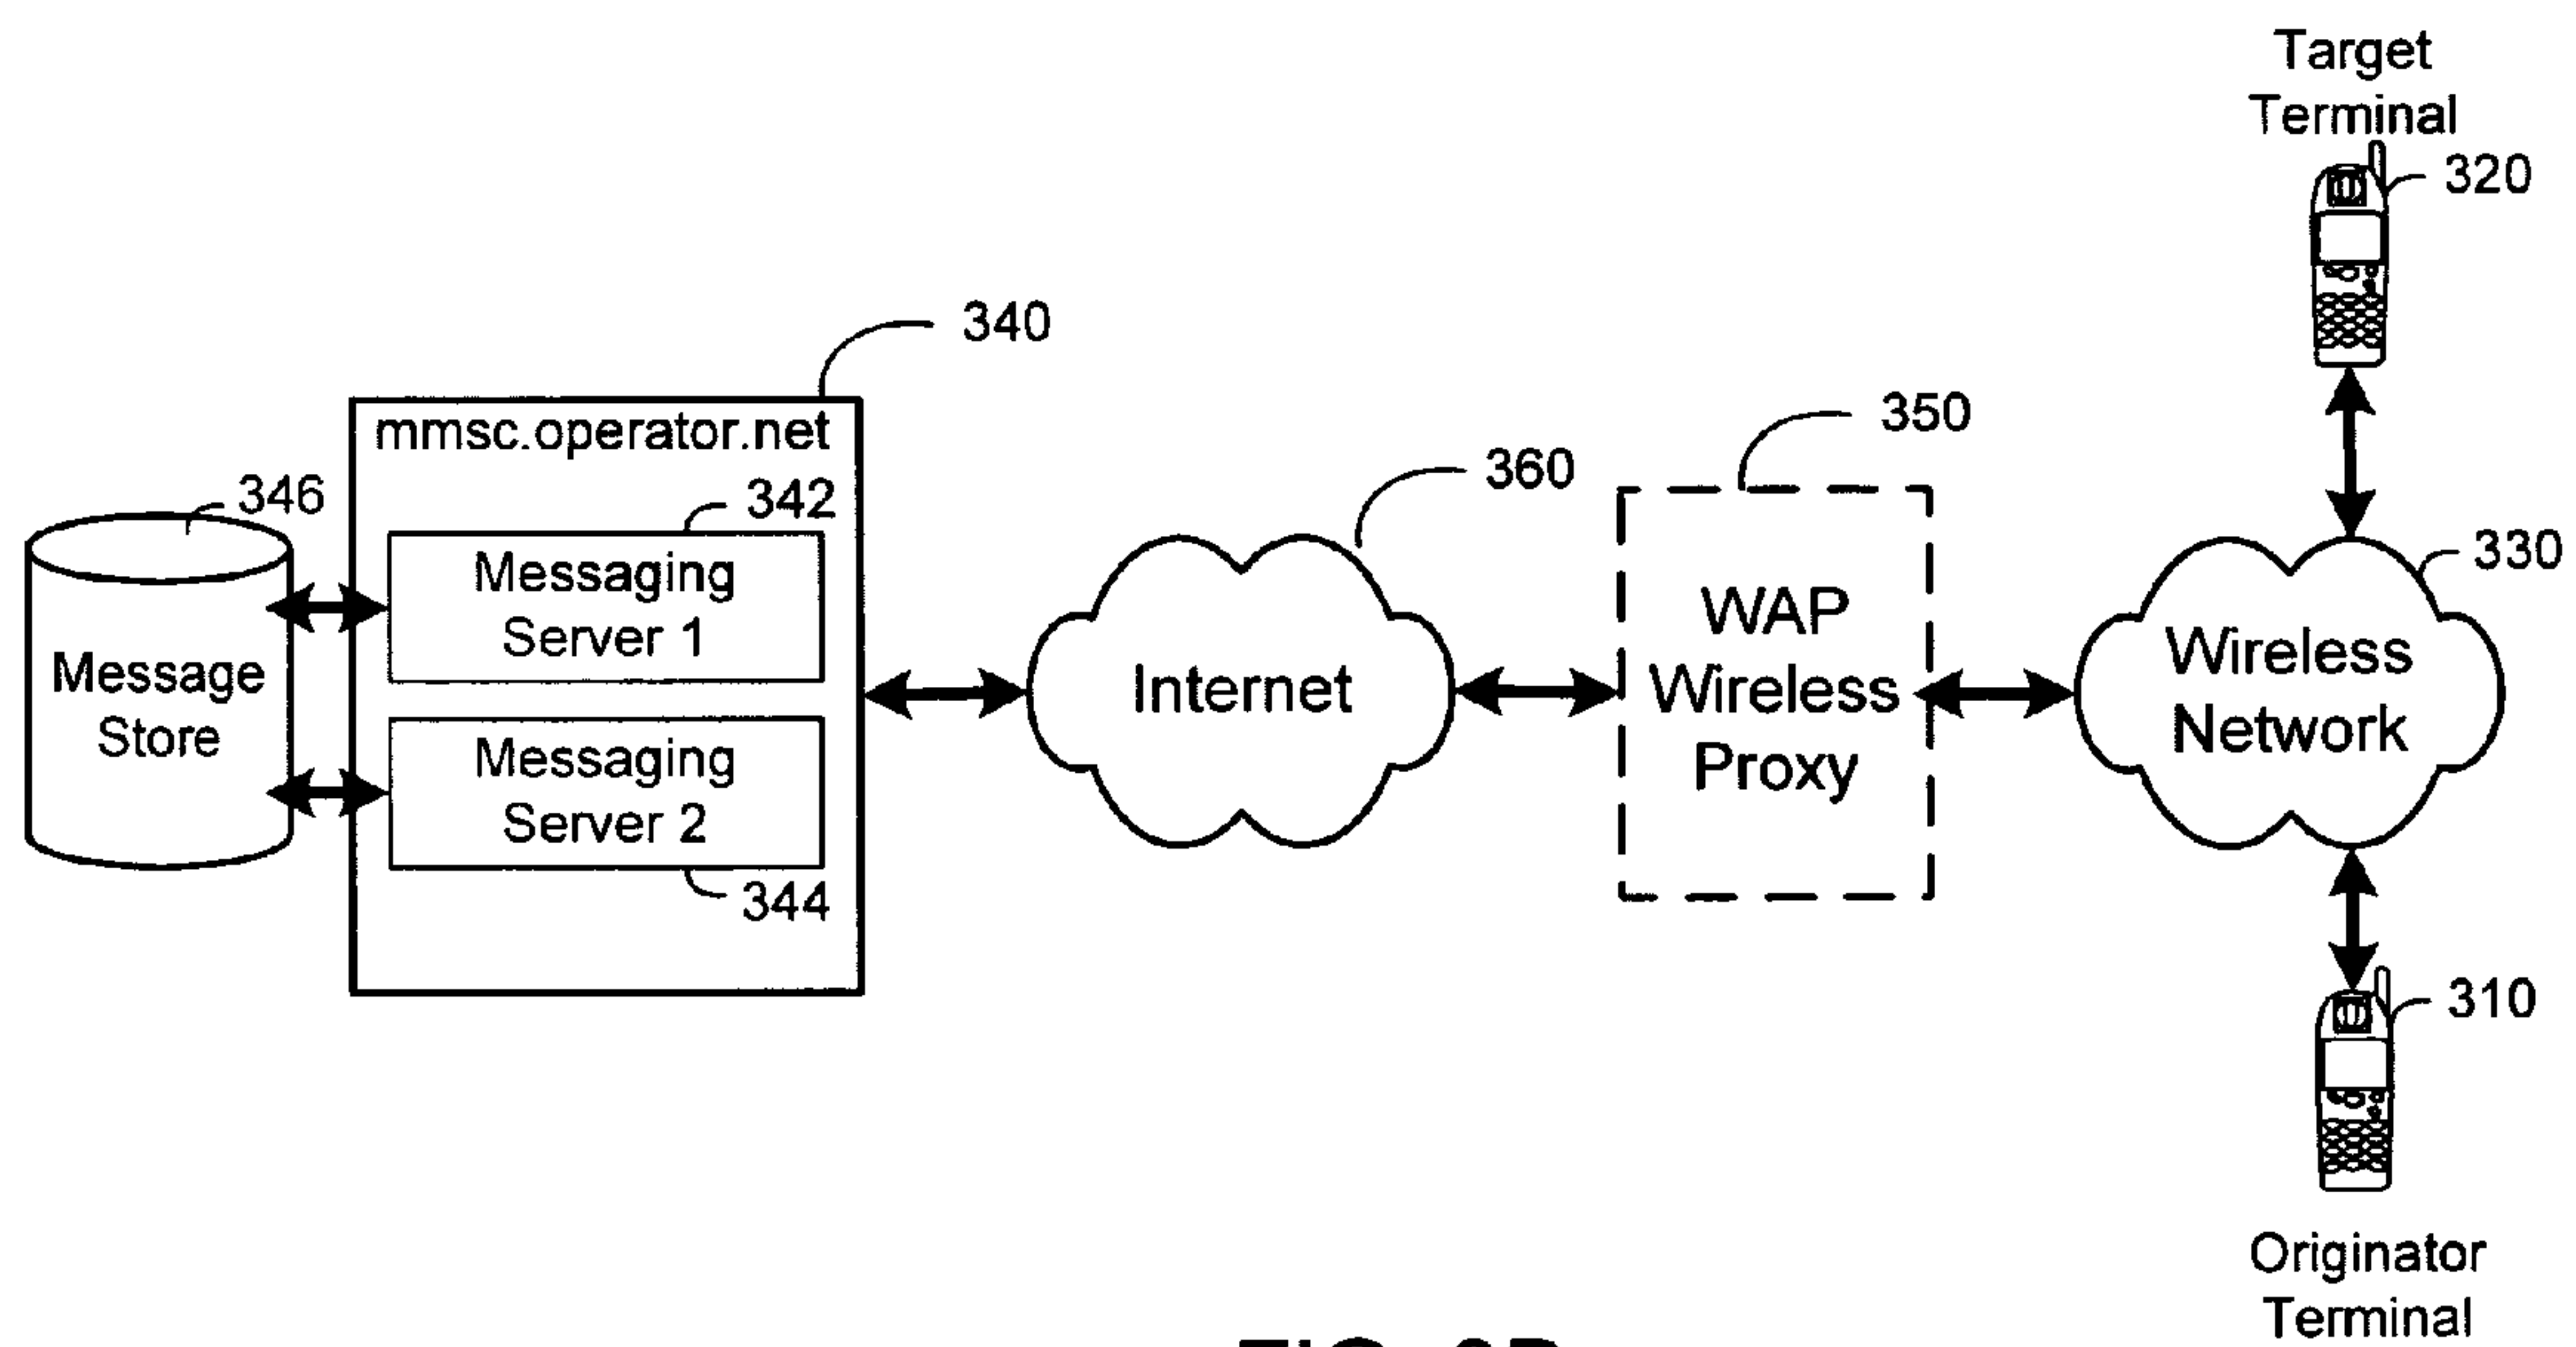 Target
Terminal
320
340
mmsc.operator.net
346
342
Messaging
Server 1
Message
Store
Messaging
Server 2
344
360
Internet
350
WAP
Wireless
Proxy
330
Wireless
Network
310
Originator
Terminal